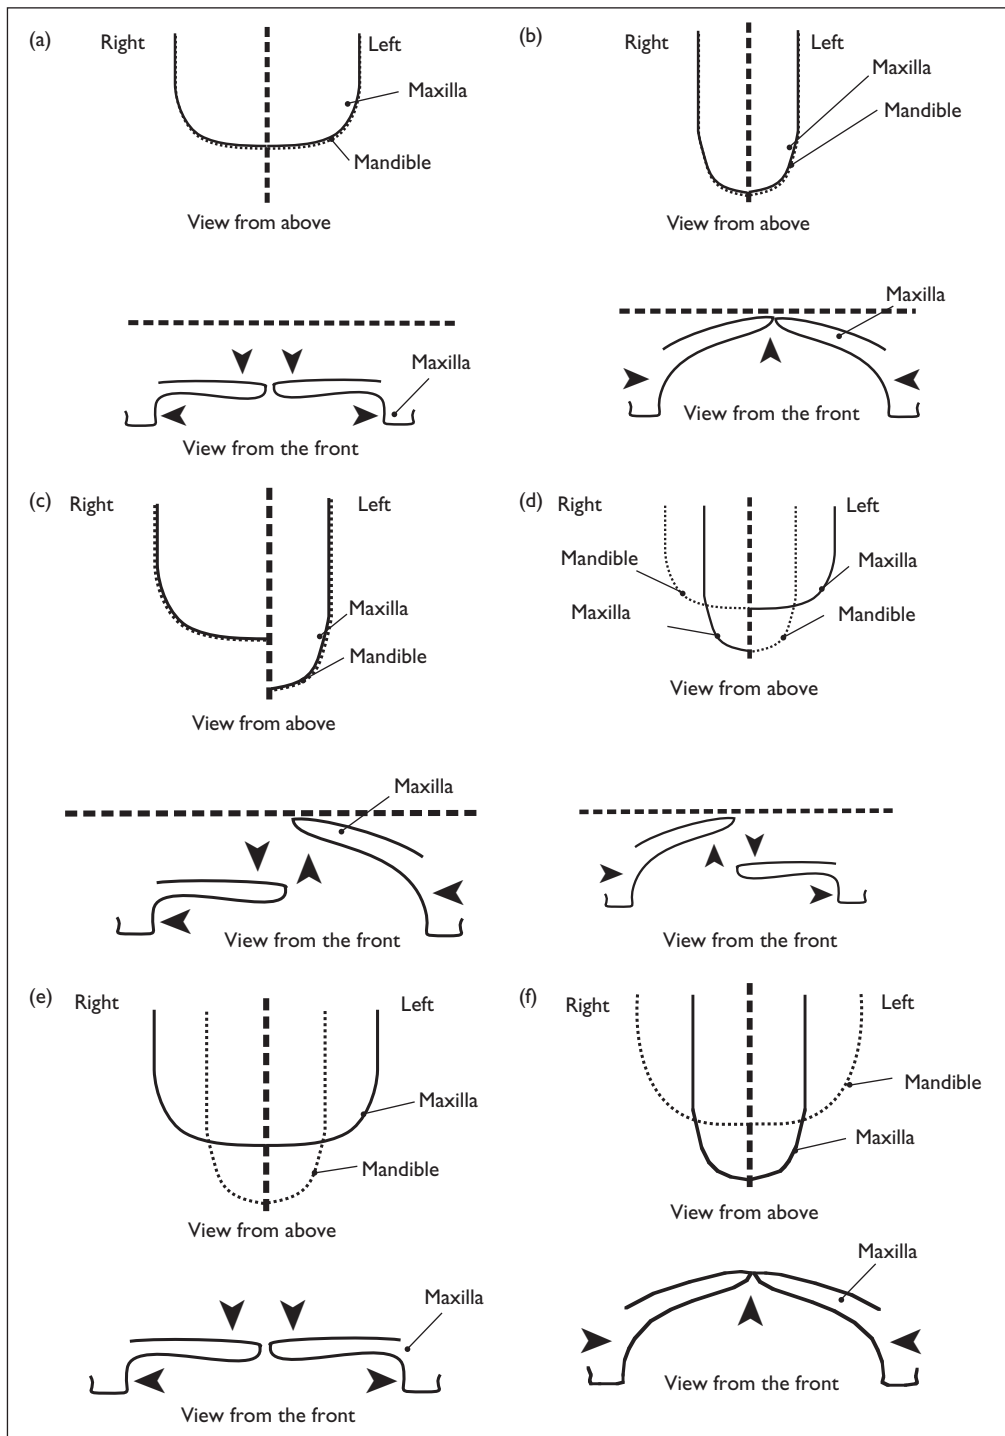 (a)
Right
Left
Maxilla
Mandible
View from above
Maxilla
View from the front
(b)
Right
Left
Maxilla
Mandible
View from above
Maxilla
View from the front
(c)
Right
Left
Maxilla
Mandible
View from above
Maxilla
View from the front
(d)
Right
Left
Mandible
Maxilla
Maxilla
Mandible
View from above
View from the front
(e)
Right
Left
Maxilla
Mandible
View from above
Maxilla
View from the front
(f)
Right
Left
Mandible
Maxilla
View from above
Maxilla
View from the front